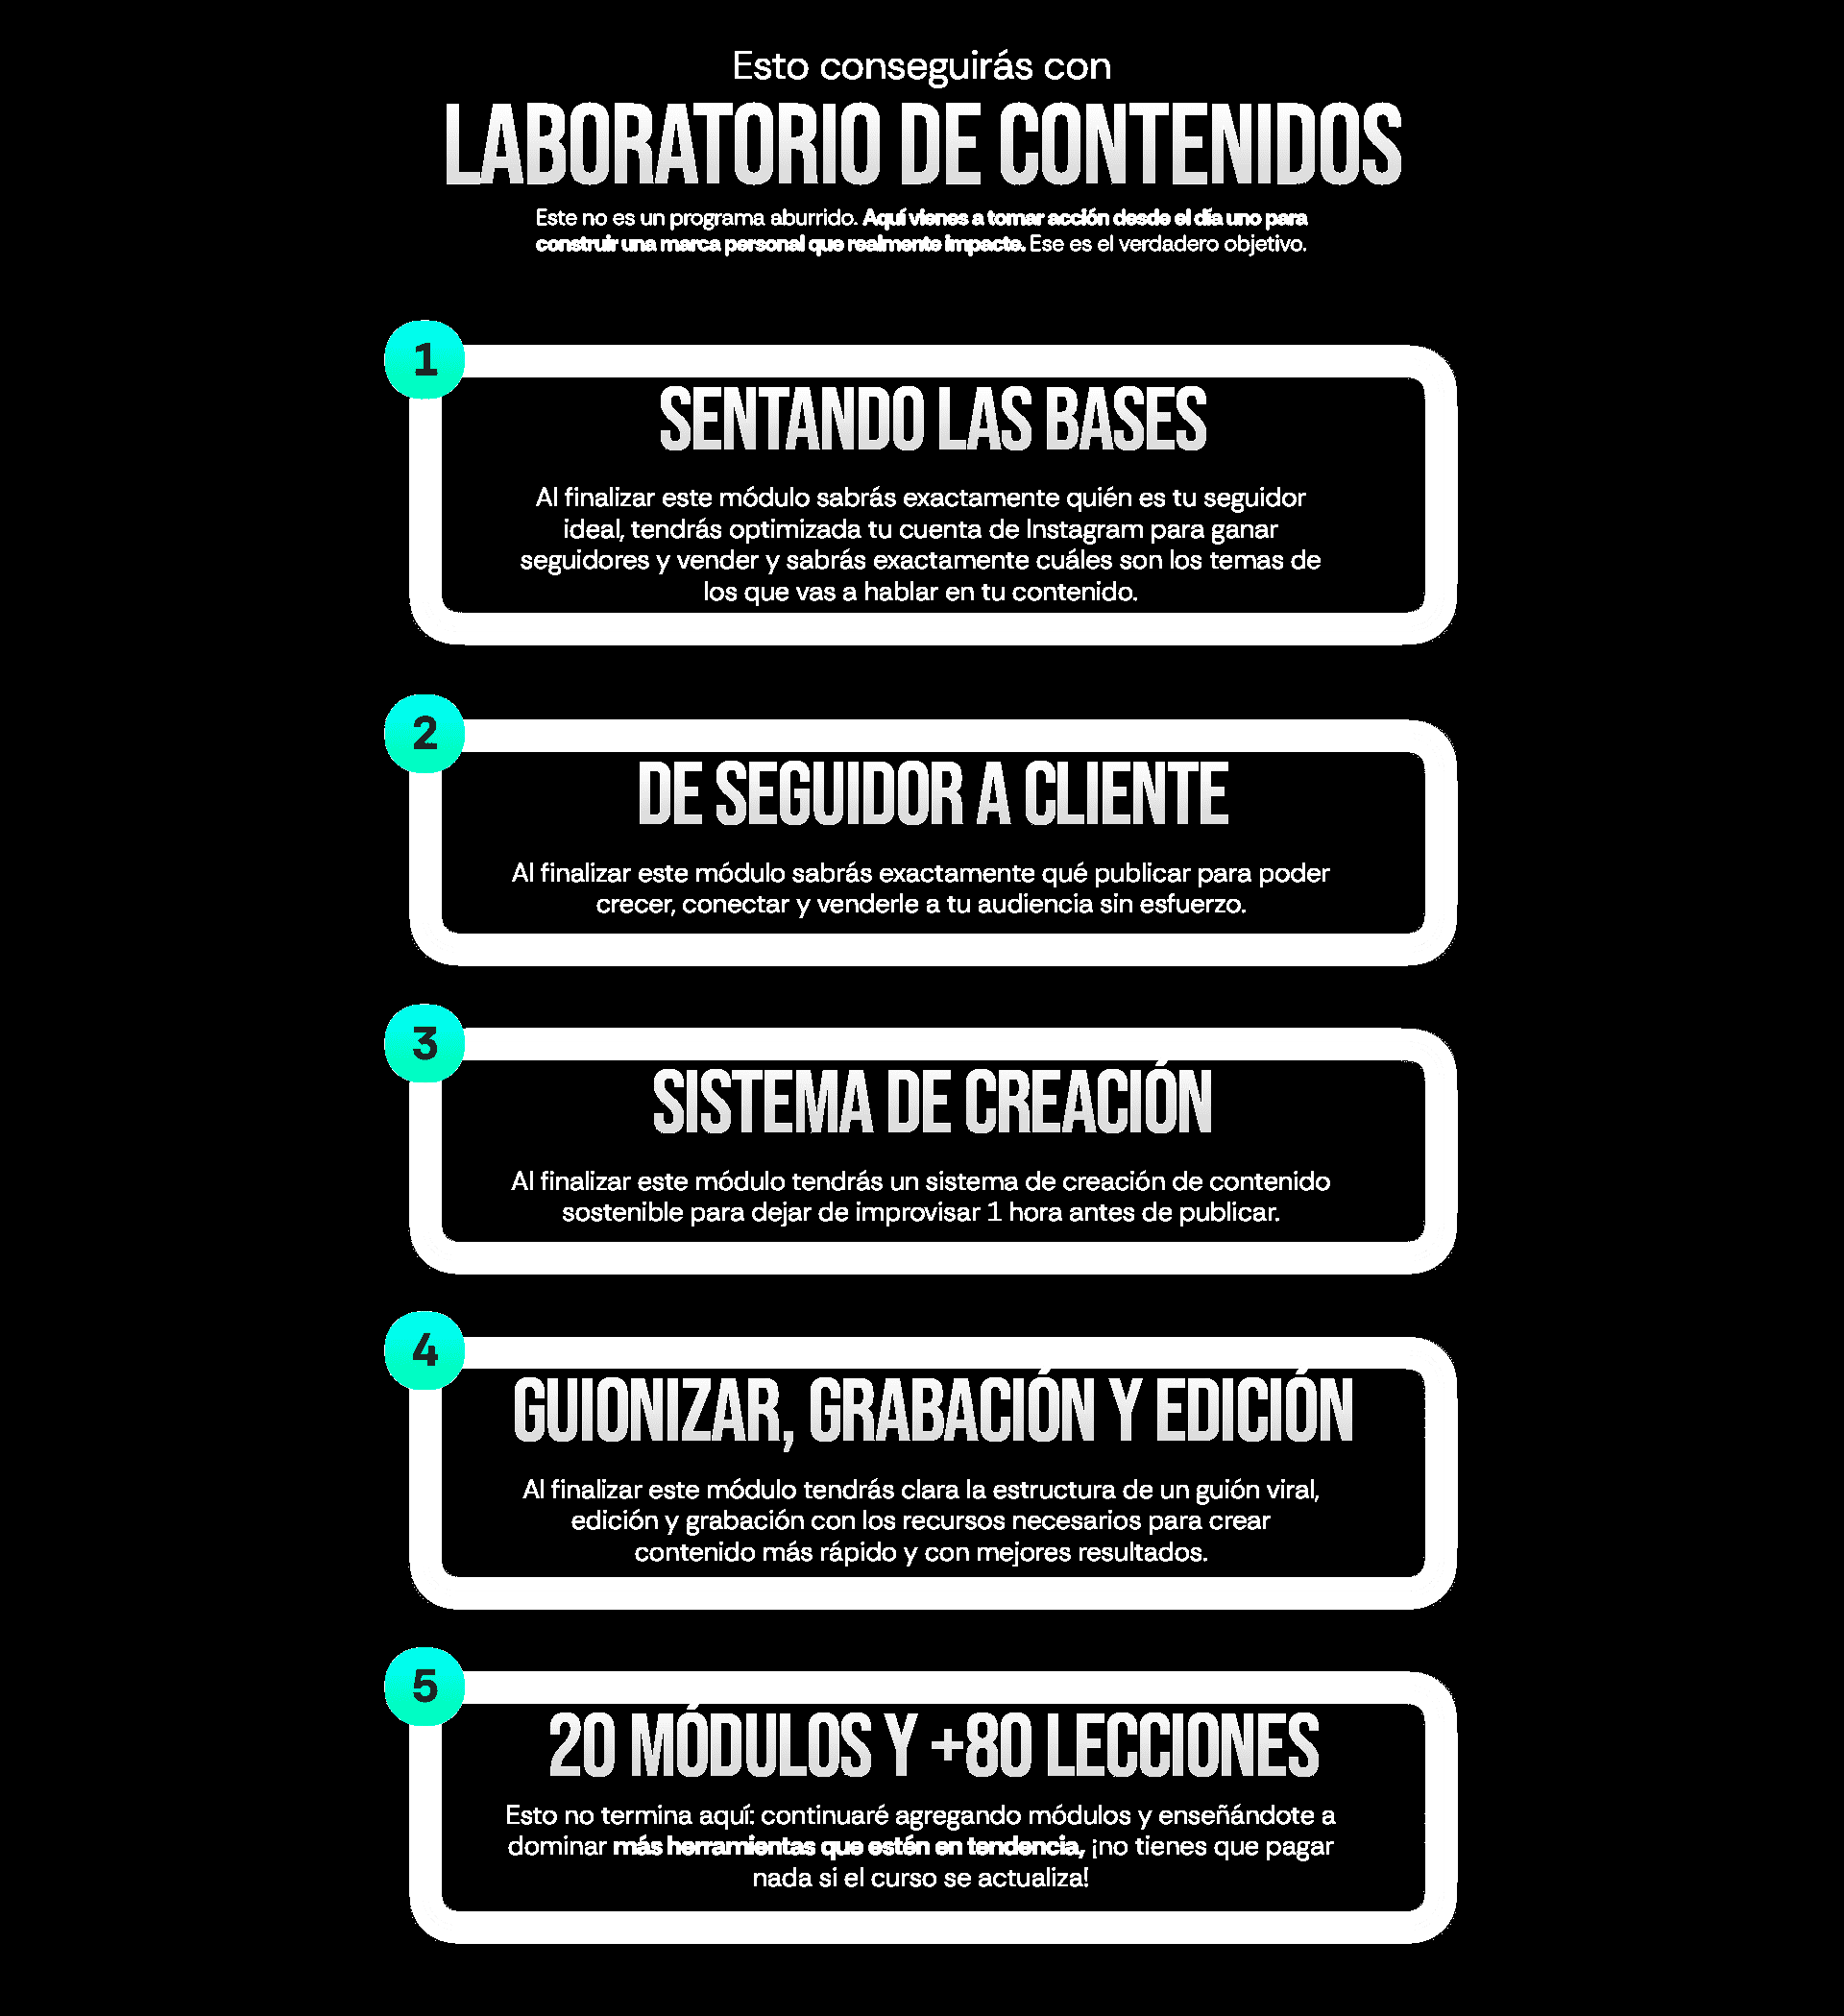 Esto conseguirás con
LABORATORIO DE CONTENIDOS
Este no es un programa aburrido. Aquí vienes a tomar acción desde el día uno para
construir una marca personal que realmente impacte. Ese es el verdadero objetivo.
1
SENTANDO LAS BASES
Al finalizar este módulo sabrás exactamente quién es tu seguidor
ideal, tendrás optimizada tu cuenta de Instagram para ganar
seguidores y vender y sabrás exactamente cuáles son los temas de
los que vas a hablar en tu contenido.
2
DE SEGUIDOR A CLIENTE
Al finalizar este módulo sabrás exactamente qué publicar para poder
crecer, conectar y venderle a tu audiencia sin esfuerzo.
3
SISTEMA DE CREACIÓN
Al finalizar este módulo tendrás un sistema de creación de contenido
sostenible para dejar de improvisar 1 hora antes de publicar.
4
GUIONIZAR, GRABACIÓN Y EDICIÓN
Al finalizar este módulo tendrás clara la estructura de un guión viral,
edición y grabación con los recursos necesarios para crear
contenido más rápido y con mejores resultados.
5
20 MÓDULOS Y +80 LECCIONES
Esto no termina aquí: continuaré agregando módulos y enseñándote a
dominar más herramientas que estén en tendencia, ¡no tienes que pagar
nada si el curso se actualiza!